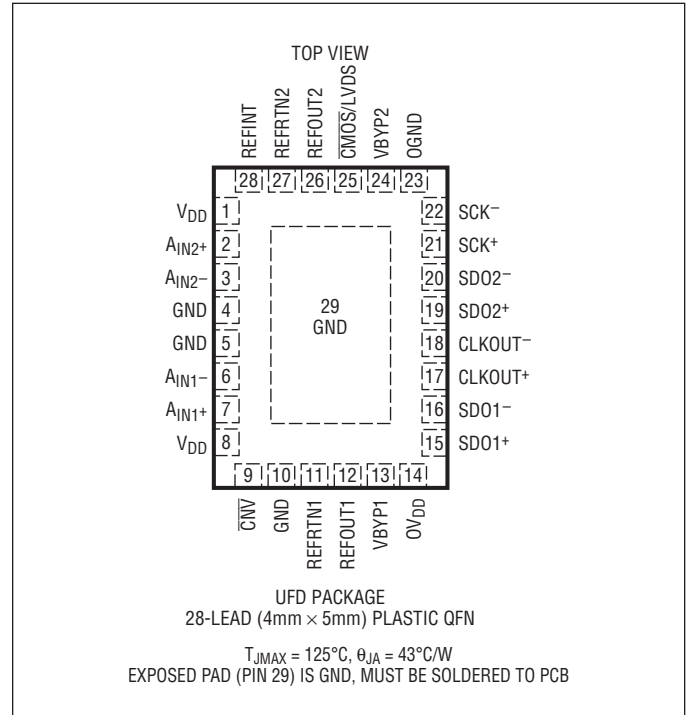 TOP VIEW
REFINT
REFRTN2
REFOUT2
CMOS/LVDS
VBYP2
OGND
28 27 26 25 24 23
VDD 1
AIN2+ 2
AIN2– 3
GND 4
GND 5
AIN1– 6
AIN1+ 7
VDD 8
29
GND
22 SCK–
21 SCK+
20 SDO2–
19 SDO2+
18 CLKOUT–
17 CLKOUT+
16 SDO1–
15 SDO1+
9 10 11 12 13 14
CNV
GND
REFRTN1
REFOUT1
VBYP1
OVDD
UFD PACKAGE
28-LEAD (4mm × 5mm) PLASTIC QFN
TJMAX = 125°C, θJA = 43°C/W
EXPOSED PAD (PIN 29) IS GND, MUST BE SOLDERED TO PCB